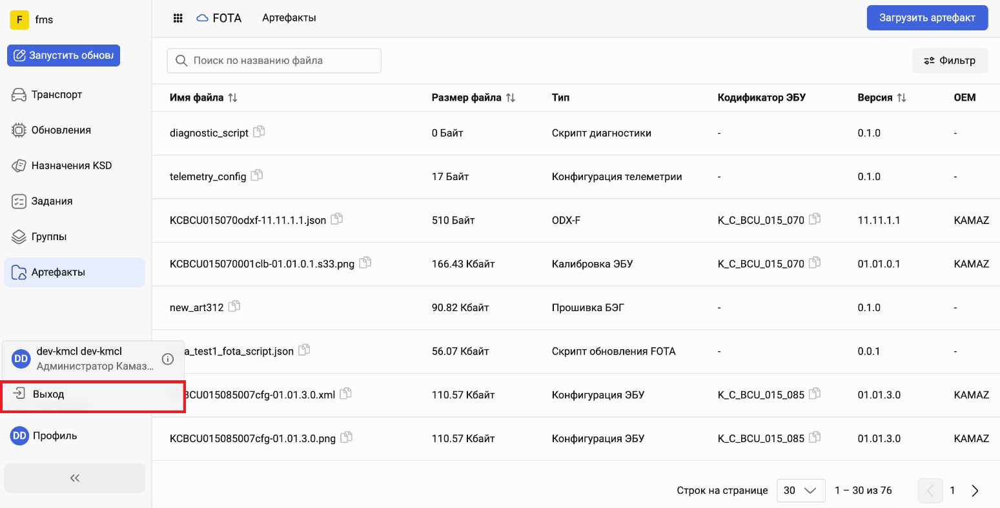 F fms
FOTA Артефакты Загрузить артефакт
Запустить обновл
Поиск по названию файла Фильтр
Транспорт
Обновления
Назначения KSD
Задания
Группы
Артефакты
Имя файла Размер файла Тип Кодификатор ЭБУ Версия OEM
diagnostic_script 0 Байт Скрипт диагностики - 0.1.0 -
telemetry_config 17 Байт Конфигурация телеметрии - 0.1.0 -
KCBCU015070odxf-11.11.1.1.json 510 Байт ODX-F K_C_BCU_015_070 11.11.1.1 KAMAZ
KCBCU015070001clb-01.01.0.1.s33.png 166.43 Кбайт Калибровка ЭБУ K_C_BCU_015_070 01.01.0.1 KAMAZ
new_art312 90.82 Кбайт Прошивка БЭГ - 0.1.0 -
a_test1_fota_script.json 56.07 Кбайт Скрипт обновления FOTA - 0.0.1 -
BCU015085007cfg-01.01.3.0.xml 110.57 Кбайт Конфигурация ЭБУ K_C_BCU_015_085 01.01.3.0 KAMAZ
KCBCU015085007cfg-01.01.3.0.png 110.57 Кбайт Конфигурация ЭБУ K_C_BCU_015_085 01.01.3.0 KAMAZ
DD dev-kmcl dev-kmcl
Администратор Камаз...
Выход
DD Профиль
Строк на странице 30 1 – 30 из 76 1